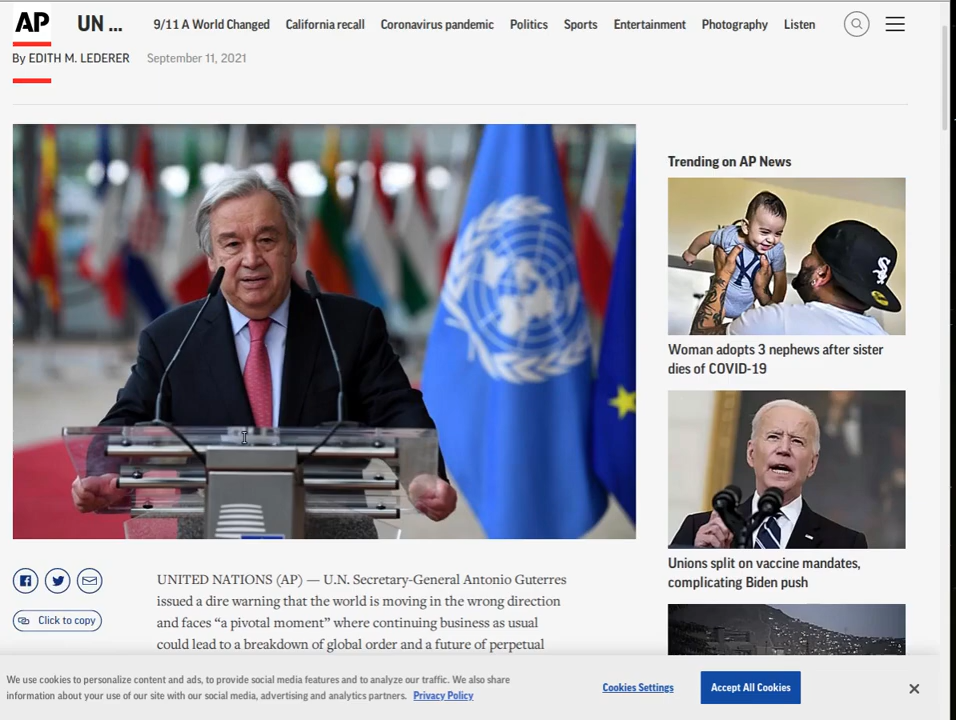 AP
UN ...
9/11 A World Changed
California recall
Coronavirus pandemic
Politics
Sports
Entertainment
Photography
Listen
By EDITH M. LEDERER
September 11, 2021
Trending on AP News
Woman adopts 3 nephews after sister
dies of COVID-19
Unions split on vaccine mandates,
complicating Biden push
Click to copy
UNITED NATIONS (AP) — U.N. Secretary-General Antonio Guterres
issued a dire warning that the world is moving in the wrong direction
and faces “a pivotal moment” where continuing business as usual
could lead to a breakdown of global order and a future of perpetual
We use cookies to personalize content and ads, to provide social media features and to analyze our traffic. We also share
information about your use of our site with our social media, advertising and analytics partners. Privacy Policy
Cookies Settings
Accept All Cookies